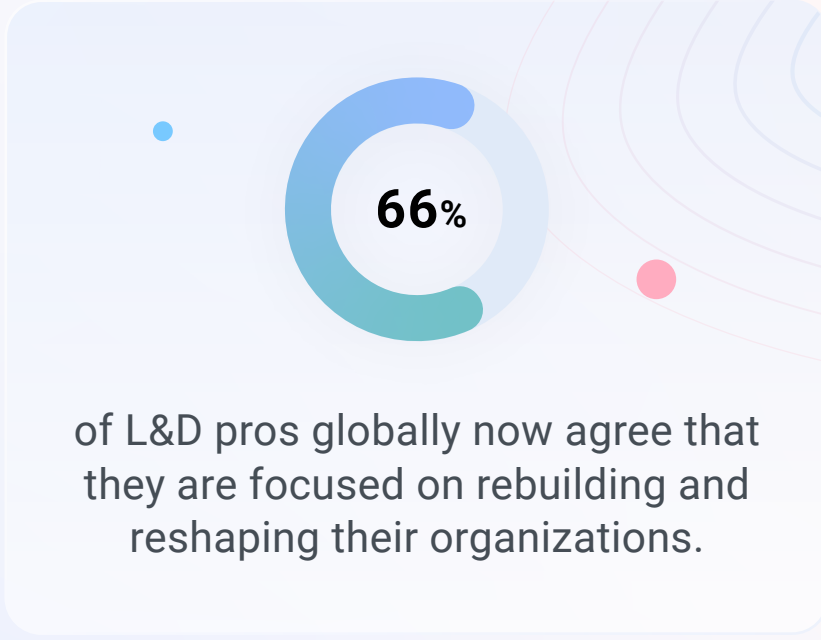 66%
of L&D pros globally now agree that
they are focused on rebuilding and
reshaping their organizations.